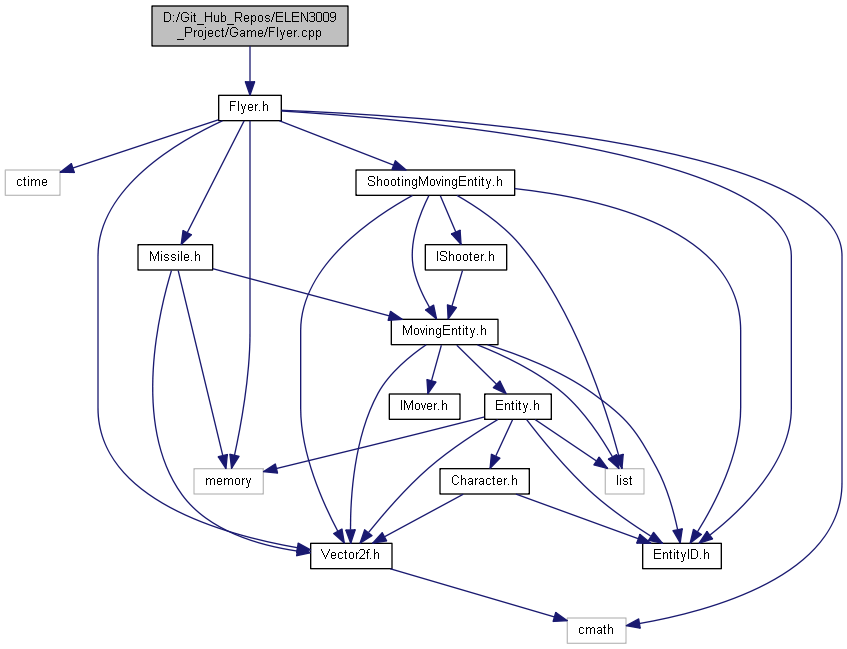 D:/Git_Hub_Repos/ELEN3009
_Project/Game/Flyer.cpp
Flyer.h
ctime
ShootingMovingEntity.h
Missile.h
IShooter.h
MovingEntity.h
IMover.h
Entity.h
memory
Character.h
list
Vector2f.h
EntityID.h
cmath